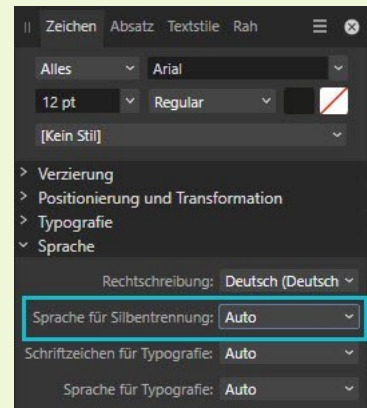 Zeichen Absatz Textstile Rah
Alles Arial
12 pt Regular
[Kein Stil]
> Verzierung
> Positionierung und Transformation
> Typografie
Sprache
Rechtschreibung: Deutsch (Deutsch
Sprache für Silbentrennung: Auto
Schriftzeichen für Typografie: Auto
Sprache für Typografie: Auto